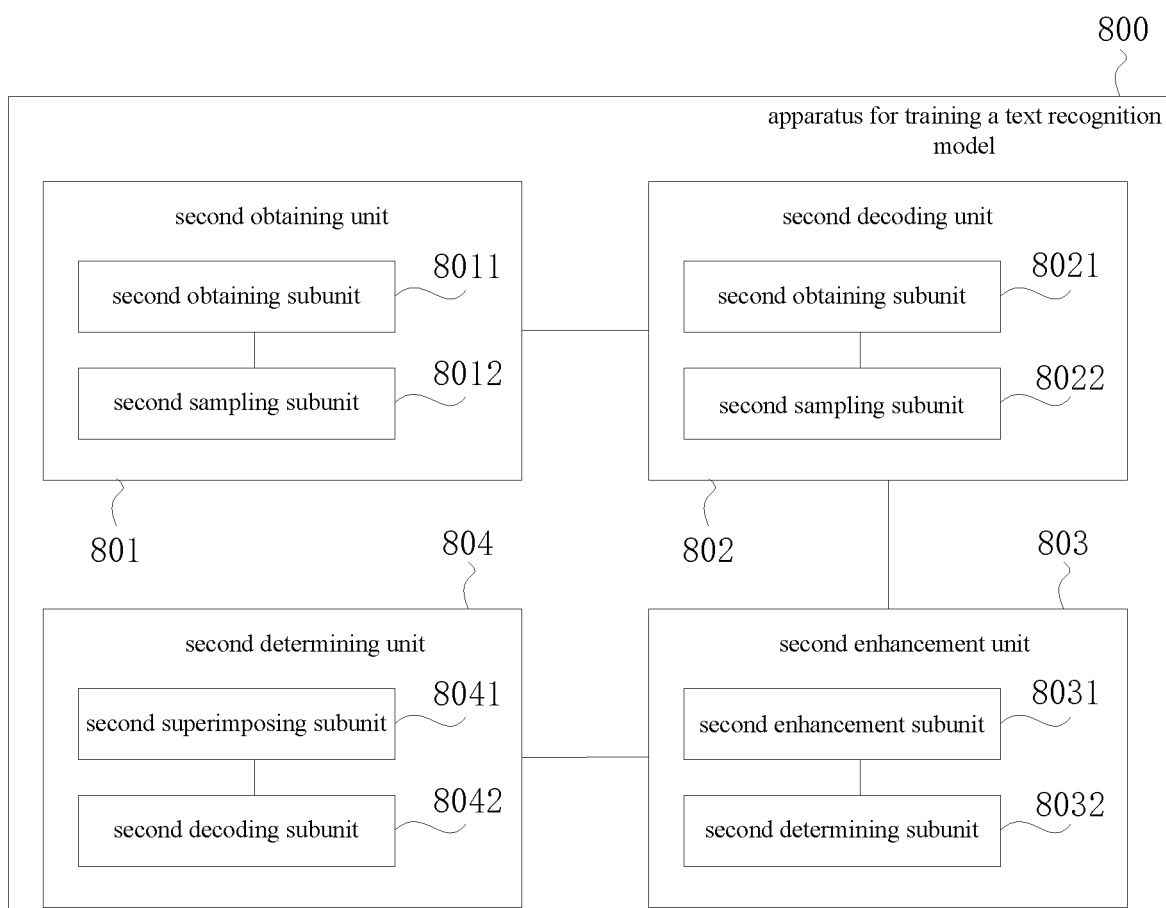 800
apparatus for training a text recognition
model
second obtaining unit
second obtaining subunit
8011
second sampling subunit
8012
801
second decoding unit
second obtaining subunit
8021
second sampling subunit
8022
802
804
second determining unit
second superimposing subunit
8041
second decoding subunit
8042
803
second enhancement unit
second enhancement subunit
8031
second determining subunit
8032